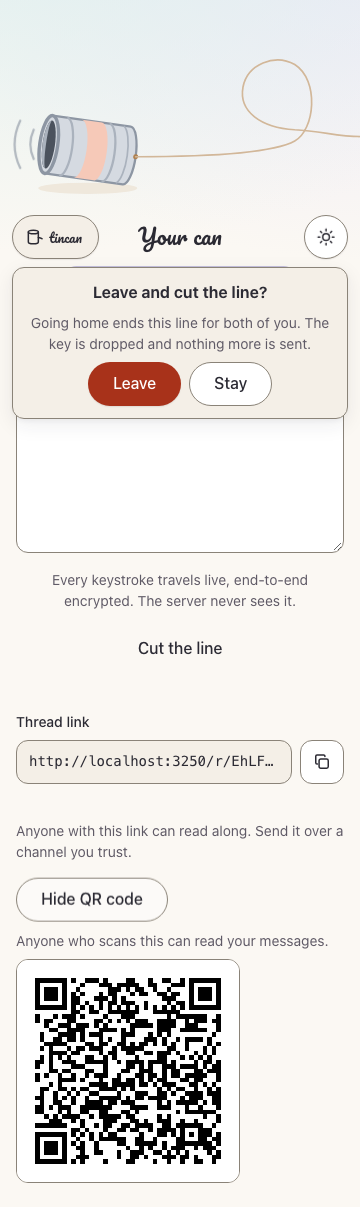 tincan
Your can
Leave and cut the line?
Going home ends this line for both of you. The
key is dropped and nothing more is sent.
Leave
Stay
Every keystroke travels live, end-to-end
encrypted. The server never sees it.
Cut the line
Thread link
http://localhost:3250/r/EhLF…
Anyone with this link can read along. Send it over a
channel you trust.
Hide QR code
Anyone who scans this can read your messages.